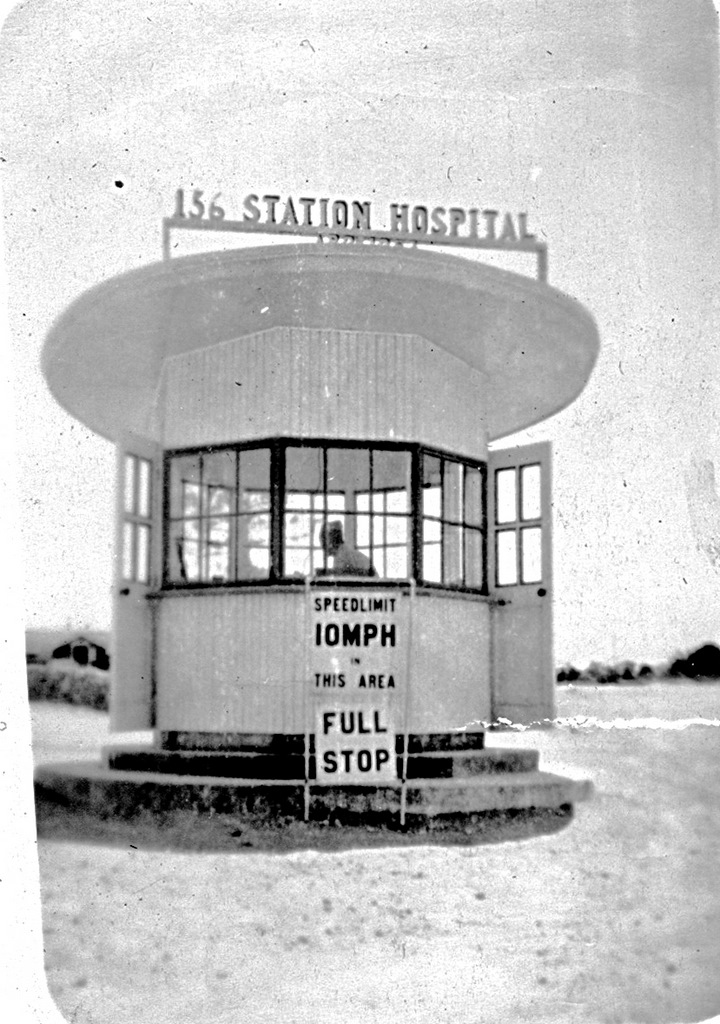 156 STATION HOSPITAL
SPEEDLIMIT
10MPH
IN
THIS AREA
FULL
STOP